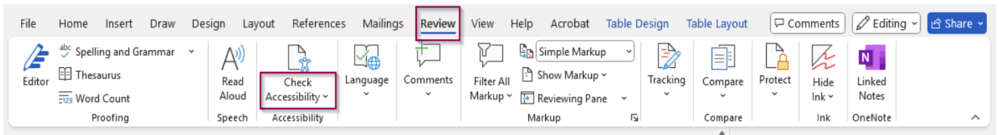 File Home Insert Draw Design Layout References Mailings Review View Help Acrobat Table Design Table Layout Comments Editing Share
Editor
abc Spelling and Grammar
Thesaurus
123 Word Count
Proofing
Read
Aloud
Speech
Check
Accessibility
Accessibility
Language
Comments
Filter All
Markup
Simple Markup
Show Markup
Reviewing Pane
Markup
Tracking
Compare
Compare
Protect
Hide
Ink
Ink
N
Linked
Notes
OneNote